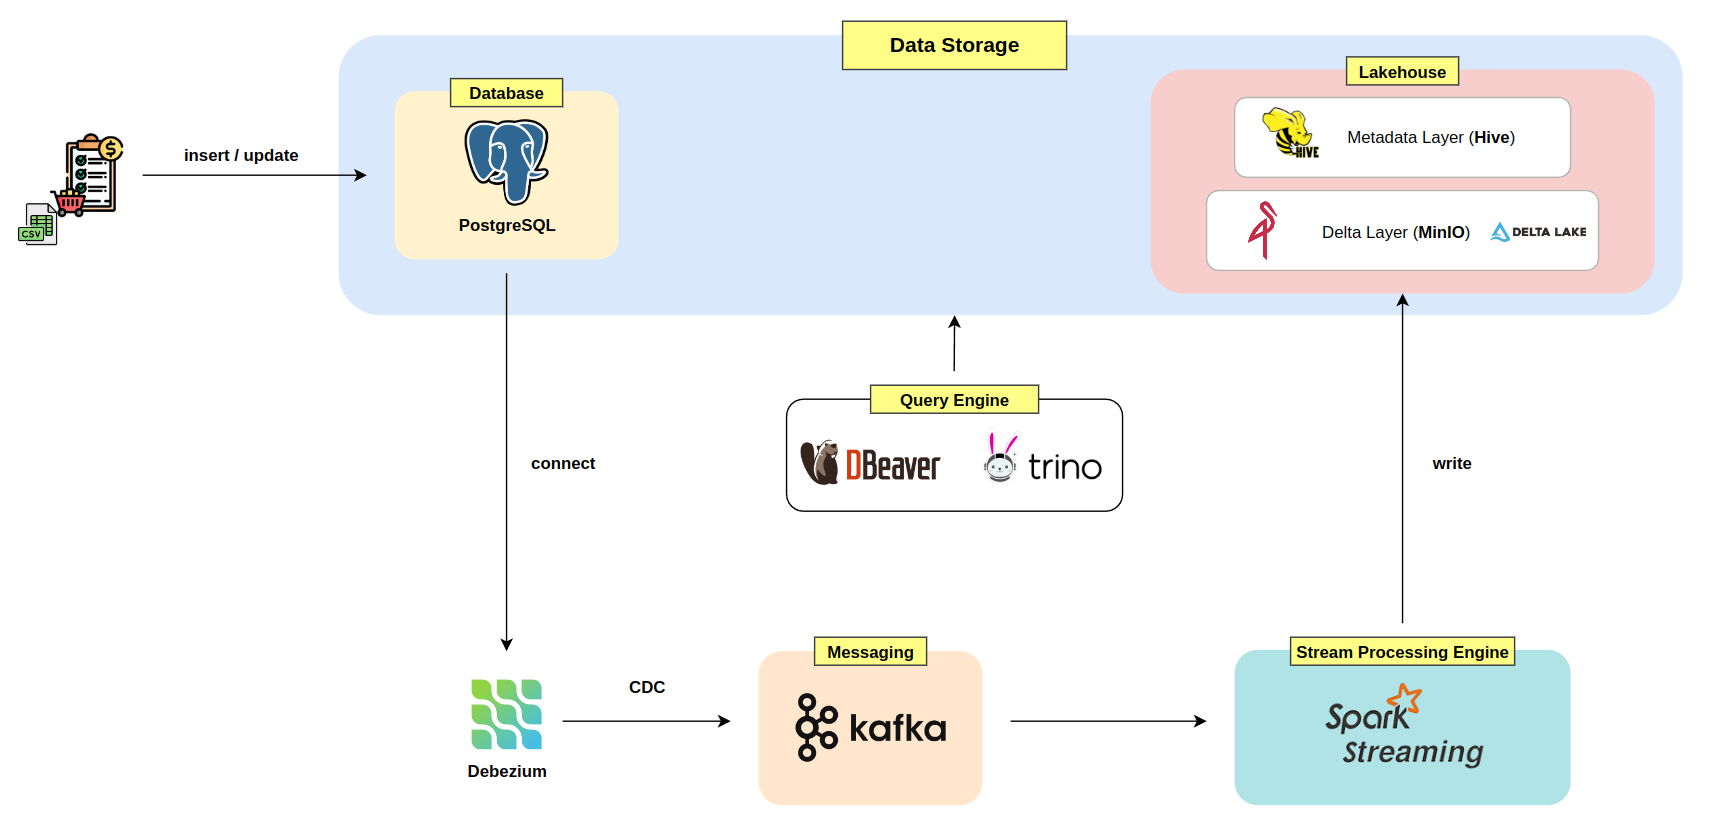 Data Storage
Database
PostgreSQL
Lakehouse
HIVE
Metadata Layer (Hive)
Delta Layer (MinIO)
DELTA LAKE
insert / update
$
CSV
Query Engine
DBeaver
trino
connect
write
Debezium
CDC
Messaging
kafka
Stream Processing Engine
Spark
Streaming